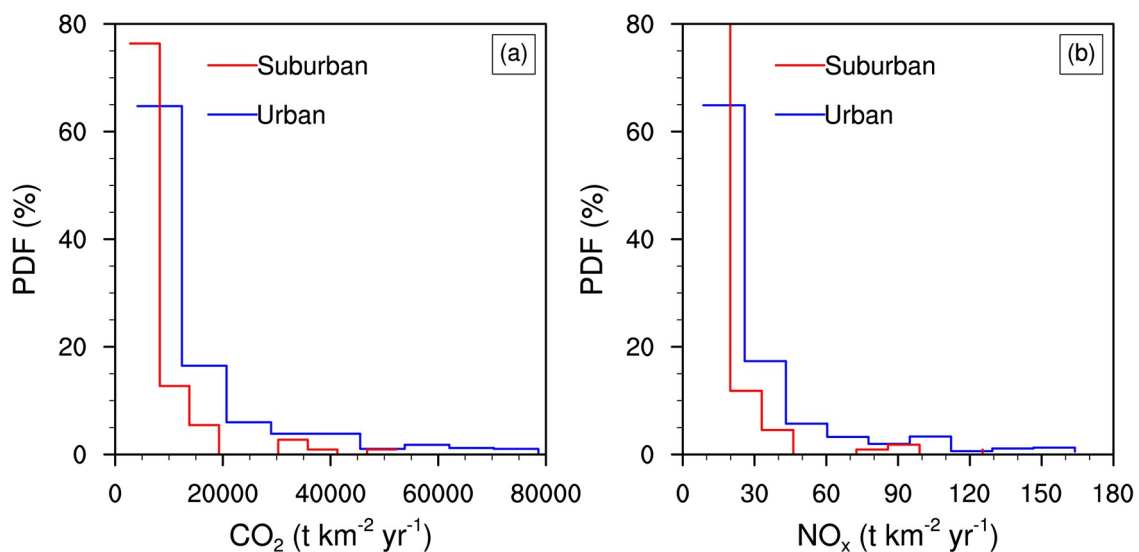 (a)
Suburban
Urban
PDF (%)
80
60
40
20
0
0 20000 40000 60000 80000
CO₂ (t km⁻² yr⁻¹)
(b)
Suburban
Urban
PDF (%)
80
60
40
20
0
0 30 60 90 120 150 180
NOₓ (t km⁻² yr⁻¹)